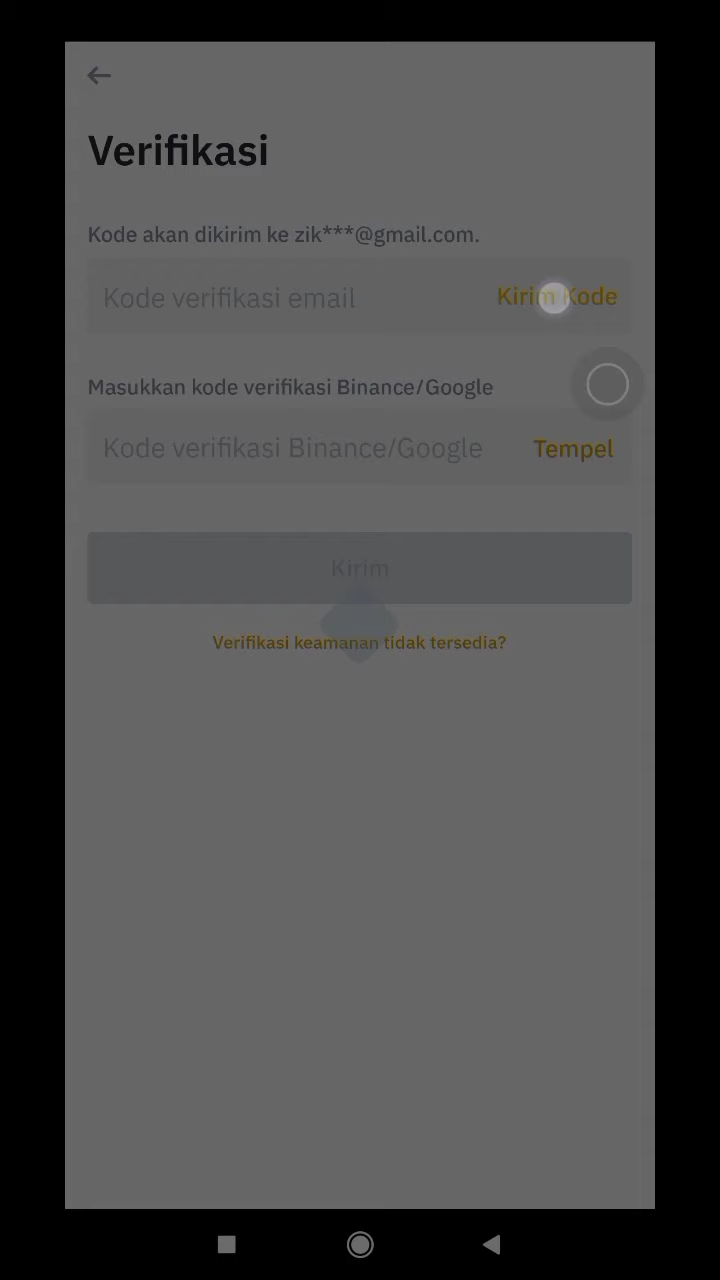 Verifikasi
Kode akan dikirim ke zik***@gmail.com.
Kode verifikasi email
Kirim Kode
Masukkan kode verifikasi Binance/Google
Kode verifikasi Binance/Google
Tempel
Kirim
Verifikasi keamanan tidak tersedia?